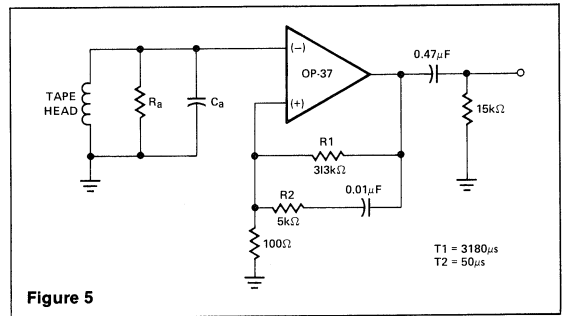 0.47µF
(−)
OP-37
(+)
TAPE
HEAD
Ra
Ca
15kΩ
R1
3I3kΩ
0.01µF
R2
5kΩ
100Ω
T1 = 3180µs
T2 = 50µs
Figure 5